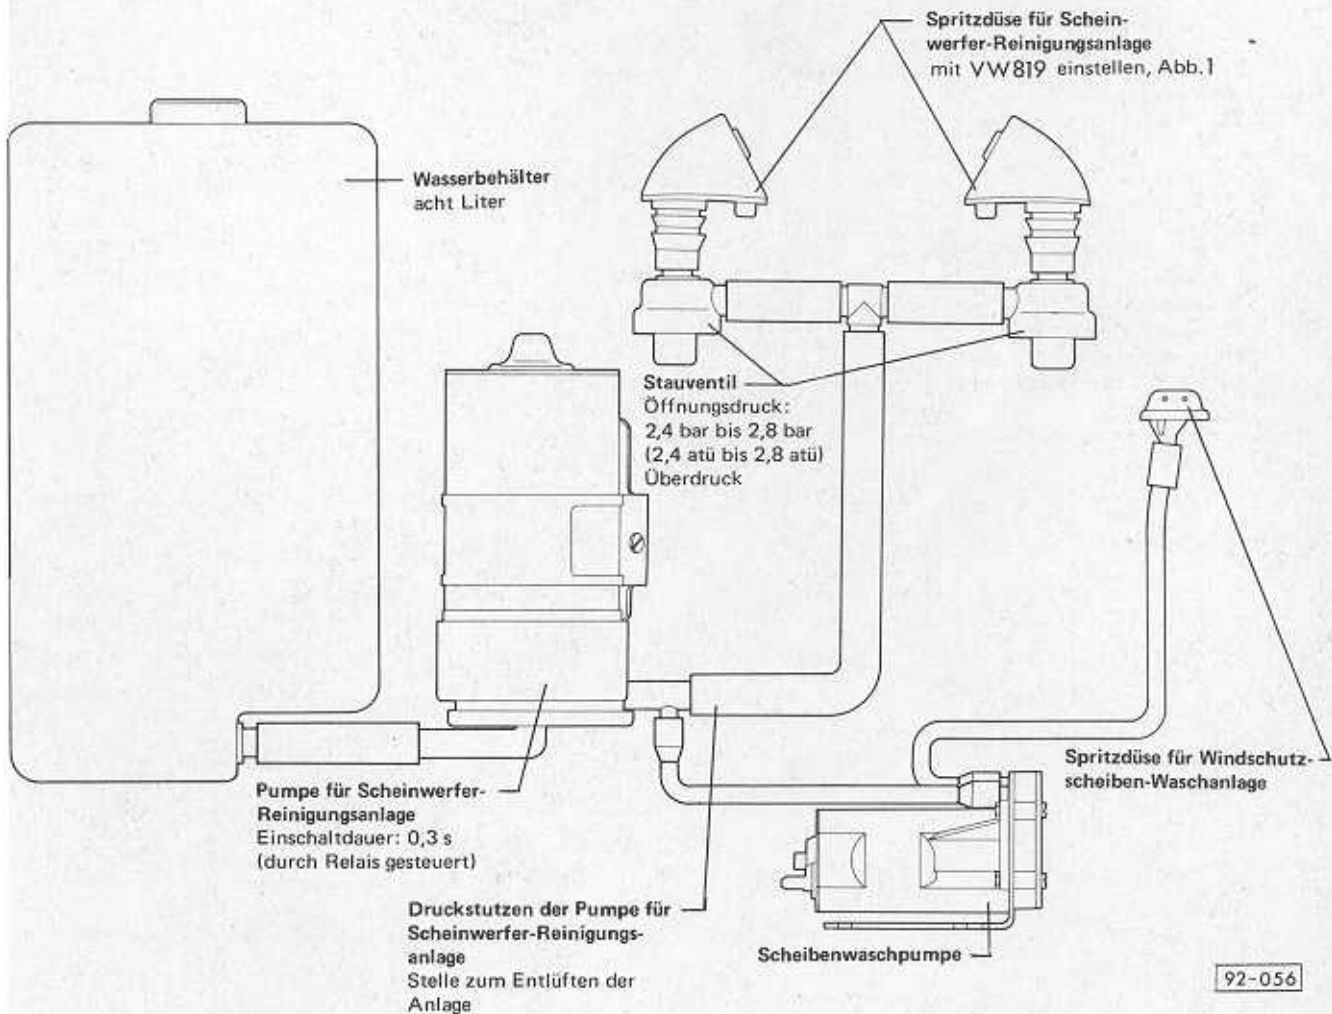 Spritzdüse für Schein-
werfer-Reinigungsanlage
mit VW819 einstellen, Abb.1
Wasserbehälter
acht Liter
Stauventil
Öffnungsdruck:
2,4 bar bis 2,8 bar
(2,4 atü bis 2,8 atü)
Überdruck
Spritzdüse für Windschutz-
scheiben-Waschanlage
Pumpe für Scheinwerfer-
Reinigungsanlage
Einschaltdauer: 0,3 s
(durch Relais gesteuert)
Druckstutzen der Pumpe für
Scheinwerfer-Reinigungs-
anlage
Stelle zum Entlüften der
Anlage
Scheibenwaschpumpe
92-056